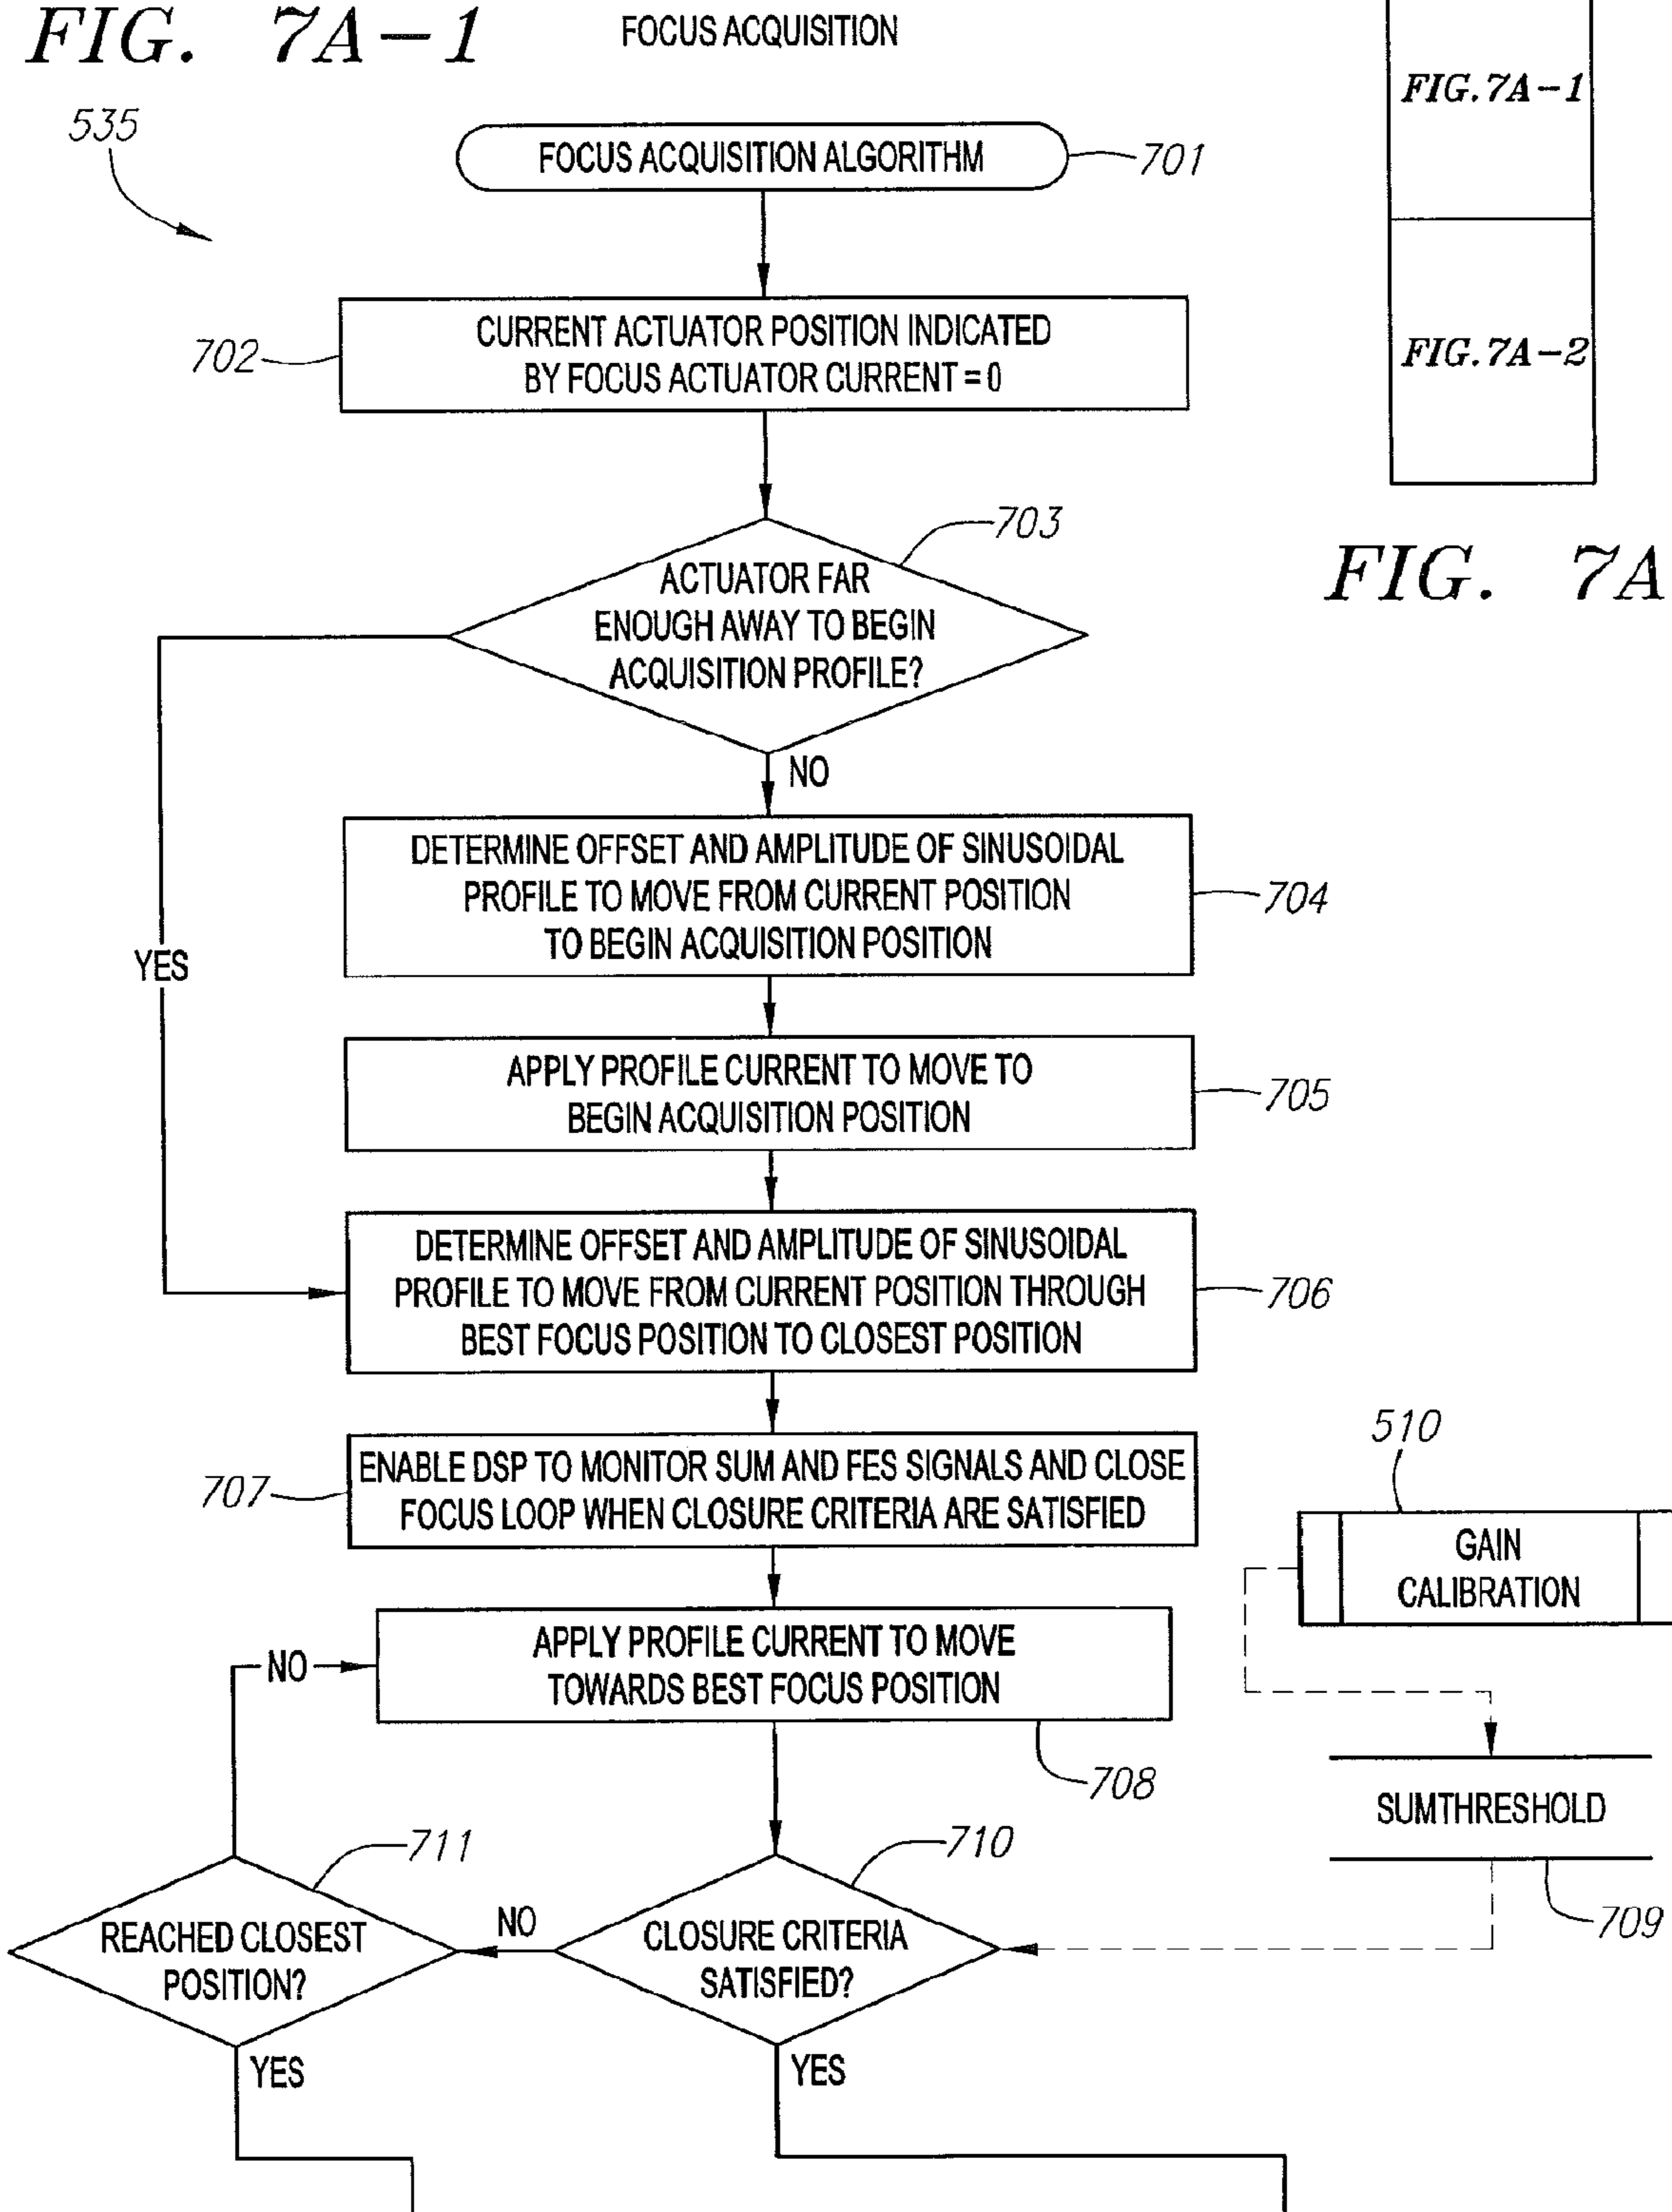 FIG. 7A-1
FOCUS ACQUISITION
FIG.7A-1
FIG.7A-2
FIG. 7A
535
FOCUS ACQUISITION ALGORITHM
701
702
CURRENT ACTUATOR POSITION INDICATED
BY FOCUS ACTUATOR CURRENT = 0
703
ACTUATOR FAR
ENOUGH AWAY TO BEGIN
ACQUISITION PROFILE?
NO
YES
DETERMINE OFFSET AND AMPLITUDE OF SINUSOIDAL
PROFILE TO MOVE FROM CURRENT POSITION
TO BEGIN ACQUISITION POSITION
704
APPLY PROFILE CURRENT TO MOVE TO
BEGIN ACQUISITION POSITION
705
DETERMINE OFFSET AND AMPLITUDE OF SINUSOIDAL
PROFILE TO MOVE FROM CURRENT POSITION THROUGH
BEST FOCUS POSITION TO CLOSEST POSITION
706
707
ENABLE DSP TO MONITOR SUM AND FES SIGNALS AND CLOSE
FOCUS LOOP WHEN CLOSURE CRITERIA ARE SATISFIED
510
GAIN
CALIBRATION
NO
APPLY PROFILE CURRENT TO MOVE
TOWARDS BEST FOCUS POSITION
708
SUMTHRESHOLD
709
711
REACHED CLOSEST
POSITION?
NO
710
CLOSURE CRITERIA
SATISFIED?
YES
YES